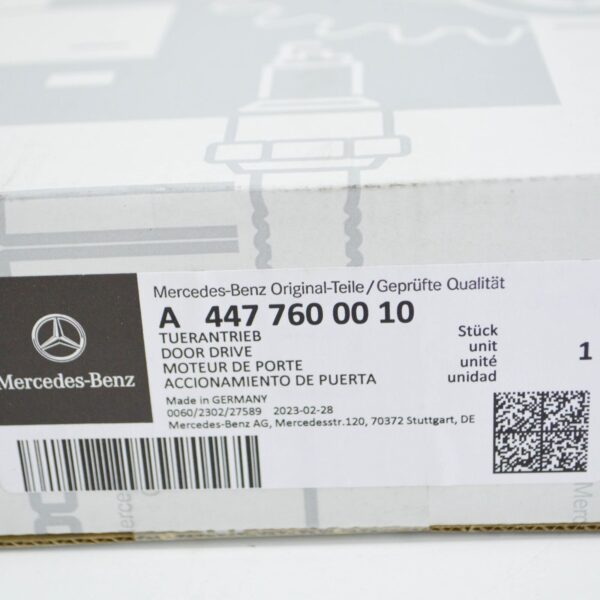 Mercedes-Benz Original-Teile/Geprüfte Qualität
A 447 760 00 10
TUERANTRIEB
DOOR DRIVE
MOTEUR DE PORTE
ACCIONAMIENTO DE PUERTA
Stück
unit
unité
unidad
1
Made in GERMANY
0060/2302/27589 2023-02-28
Mercedes-Benz AG, Mercedesstr.120, 70372 Stuttgart, DE
Mercedes-Benz